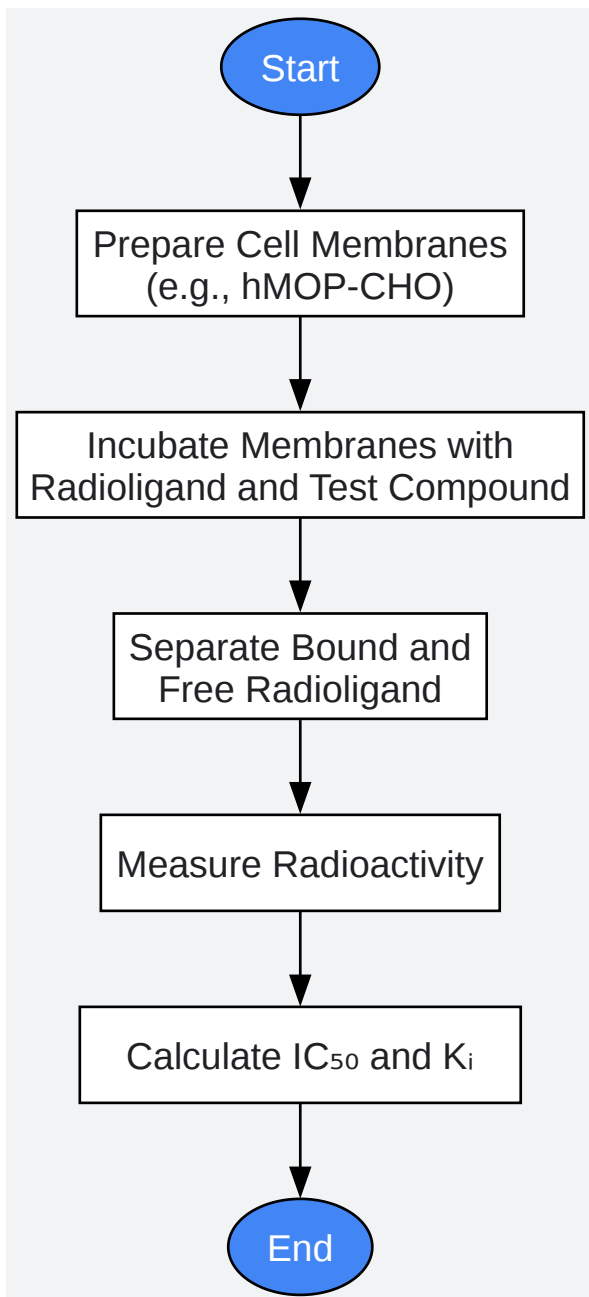 Start
Prepare Cell Membranes
(e.g., hMOP-CHO)
Incubate Membranes with
Radioligand and Test Compound
Separate Bound and
Free Radioligand
Measure Radioactivity
Calculate IC₅₀ and Kᵢ
End